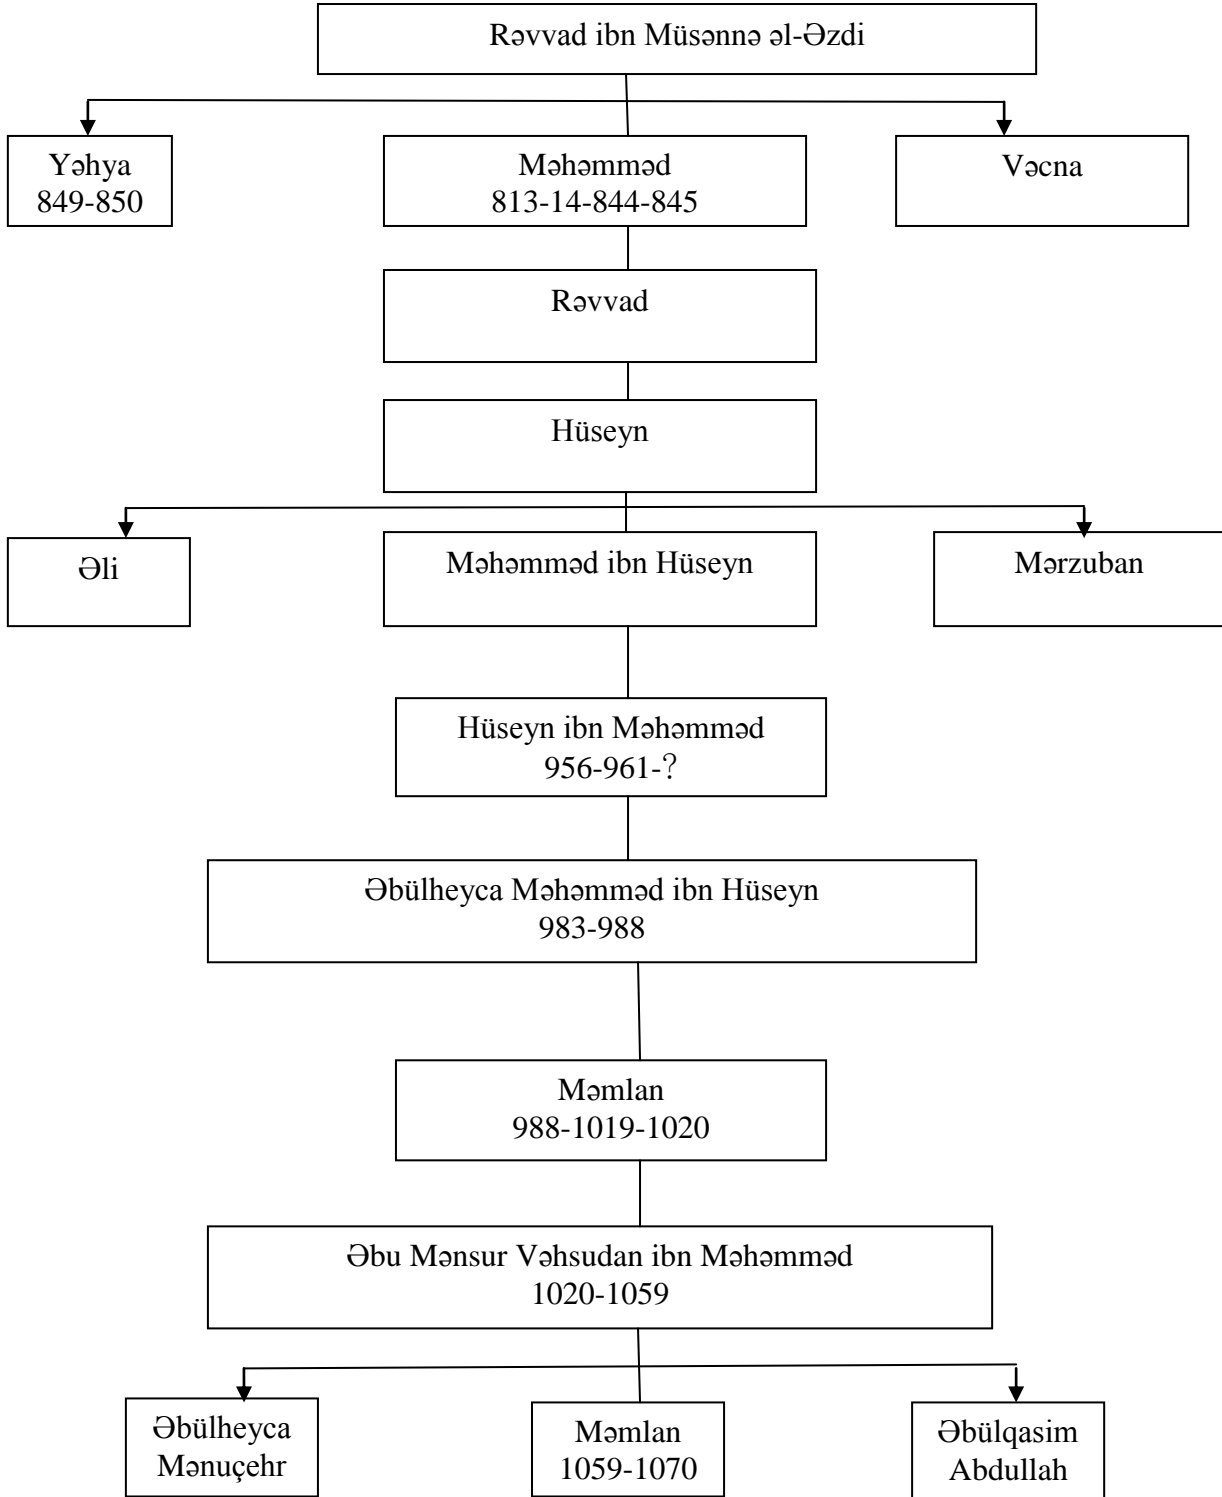 Rəvvad ibn Müsənnə əl-Əzdi
Yəhya
849-850
Məhəmməd
813-14-844-845
Vəcna
Rəvvad
Hüseyn
Əli
Məhəmməd ibn Hüseyn
Mərzuban
Hüseyn ibn Məhəmməd
956-961-?
Əbülheyca Məhəmməd ibn Hüseyn
983-988
Məmlan
988-1019-1020
Əbu Mənsur Vəhsudan ibn Məhəmməd
1020-1059
Əbülheyca
Mənuçehr
Məmlan
1059-1070
Əbülqasim
Abdullah